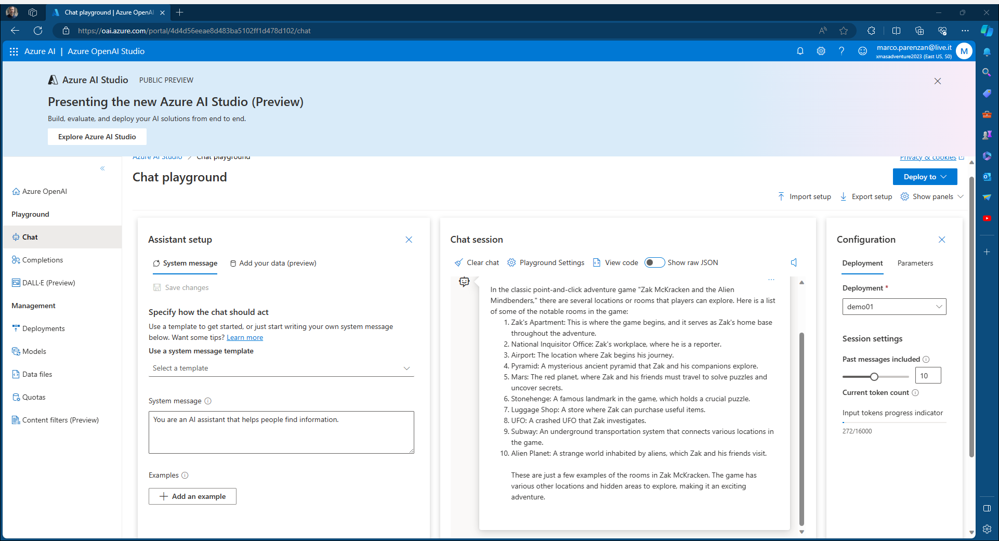 Chat playground | Azure OpenAI
https://oai.azure.com/portal/4d4d56eeae8d483ba5102ff1d478d102/chat
Azure AI | Azure OpenAI Studio
marco.parenzan@live.it
xmasadventure2023 (East US, S0)
M
Azure AI Studio PUBLIC PREVIEW
Presenting the new Azure AI Studio (Preview)
Build, evaluate, and deploy your AI solutions from end to end.
Explore Azure AI Studio
Azure AI Studio > Chat playground
Privacy & cookies
Chat playground
Deploy to
Import setup
Export setup
Show panels
Azure OpenAI
Playground
Chat
Completions
DALL·E (Preview)
Management
Deployments
Models
Data files
Quotas
Content filters (Preview)
Assistant setup
System message
Add your data (preview)
Save changes
Specify how the chat should act
Use a template to get started, or just start writing your own system message
below. Want some tips? Learn more
Use a system message template
Select a template
System message
You are an AI assistant that helps people find information.
Examples
Add an example
Chat session
Clear chat
Playground Settings
View code
Show raw JSON
In the classic point-and-click adventure game "Zak McKracken and the Alien
Mindbenders," there are several locations or rooms that players can explore. Here is a list
of some of the notable rooms in the game:
1. Zak's Apartment: This is where the game begins, and it serves as Zak's home base
throughout the adventure.
2. National Inquisitor Office: Zak's workplace, where he is a reporter.
3. Airport: The location where Zak begins his journey.
4. Pyramid: A mysterious ancient pyramid that Zak and his companions explore.
5. Mars: The red planet, where Zak and his friends must travel to solve puzzles and
uncover secrets.
6. Stonehenge: A famous landmark in the game, which holds a crucial puzzle.
7. Luggage Shop: A store where Zak can purchase useful items.
8. UFO: A crashed UFO that Zak investigates.
9. Subway: An underground transportation system that connects various locations in
the game.
10. Alien Planet: A strange world inhabited by aliens, which Zak and his friends visit.
These are just a few examples of the rooms in Zak McKracken. The game has
various other locations and hidden areas to explore, making it an exciting
adventure.
Configuration
Deployment
Parameters
Deployment *
demo01
Session settings
Past messages included
10
Current token count
Input tokens progress indicator
272/16000